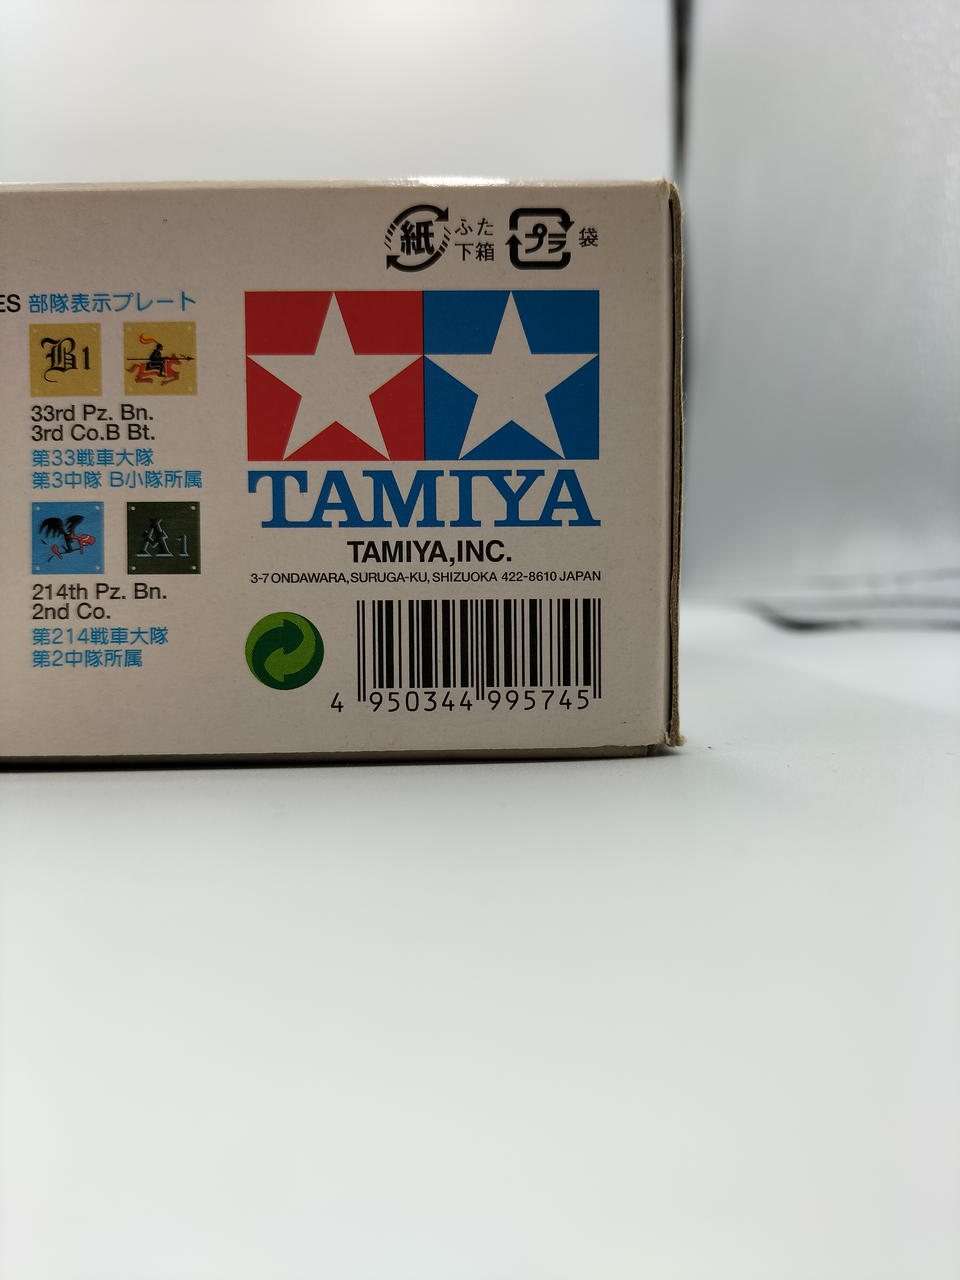 ES 部隊表示プレート
B1
33rd Pz. Bn.
3rd Co.B Bt.
第33戦車大隊
第3中隊 B小隊所属
A1
214th Pz. Bn.
2nd Co.
第214戦車大隊
第2中隊所属
紙 ふた
下箱
プラ 袋
TAMIYA
TAMIYA,INC.
3-7 ONDAWARA,SURUGA-KU, SHIZUOKA 422-8610 JAPAN
4 950344 995745